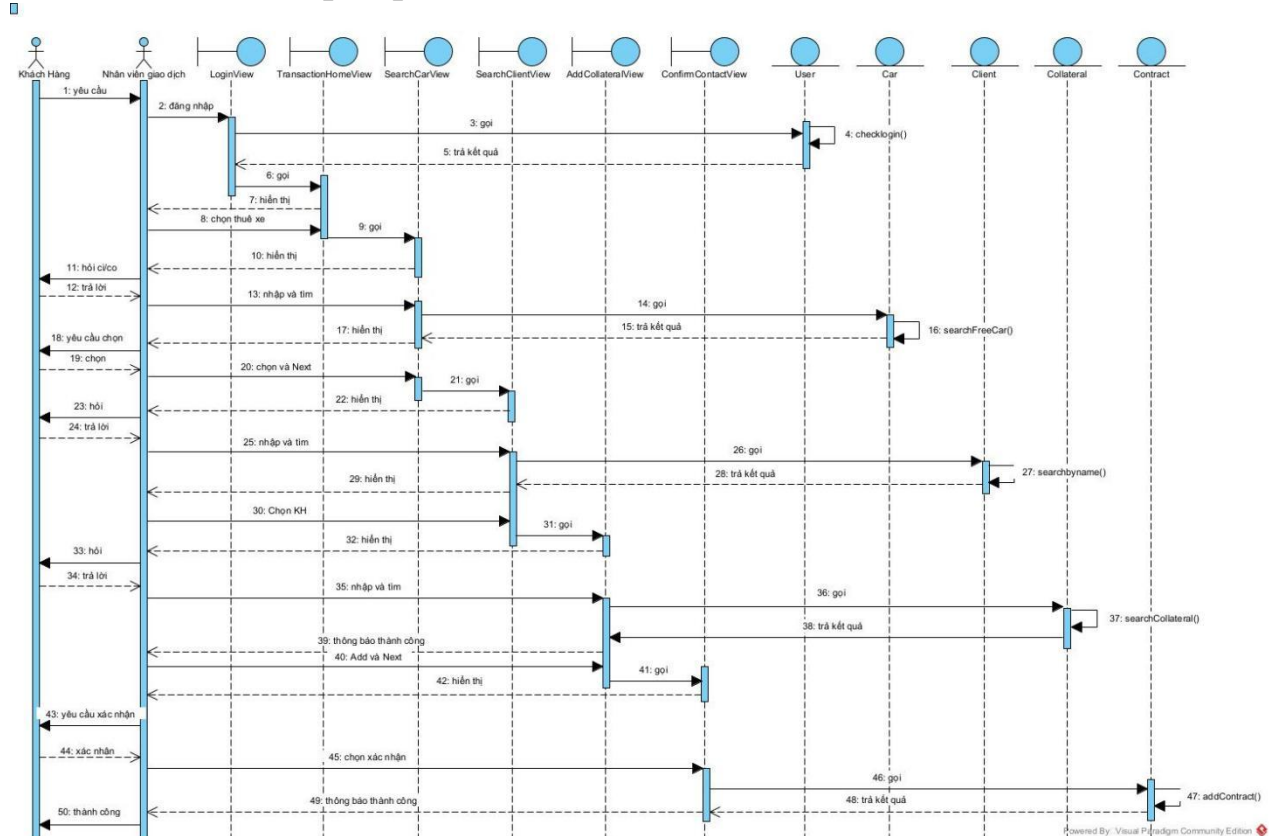 Khách Hàng
Nhân viên giao dịch
LoginView
TransactionHomeView
SearchCarView
SearchClientView
AddCollateralView
ConfirmContactView
User
Car
Client
Collateral
Contract
1: yêu cầu
2: đăng nhập
3: gọi
4: checklogin()
5: trả kết quả
6: gọi
7: hiển thị
8: chọn thuê xe
9: gọi
10: hiển thị
11: hỏi ci/co
12: trả lời
13: nhập và tìm
14: gọi
15: trả kết quả
16: searchFreeCar()
17: hiển thị
18: yêu cầu chọn
19: chọn
20: chọn và Next
21: gọi
22: hiển thị
23: hỏi
24: trả lời
25: nhập và tìm
26: gọi
27: searchbyname()
28: trả kết quả
29: hiển thị
30: Chọn KH
31: gọi
32: hiển thị
33: hỏi
34: trả lời
35: nhập và tìm
36: gọi
37: searchCollateral()
38: trả kết quả
39: thông báo thành công
40: Add và Next
41: gọi
42: hiển thị
43: yêu cầu xác nhận
44: xác nhận
45: chọn xác nhận
46: gọi
47: addContract()
48: trả kết quả
49: thông báo thành công
50: thành công
Powered By: Visual Paradigm Community Edition